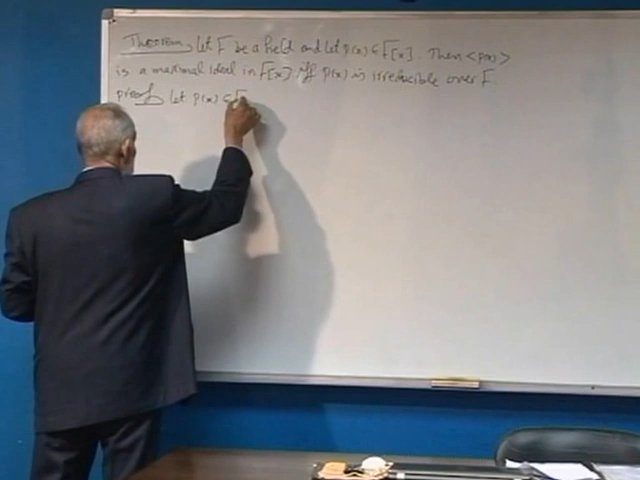 Theorem Let F be a field and let p(x) ∈ F[x]. Then <p(x)>
is a maximal ideal in F[x] iff p(x) is irreducible over F
proof Let p(x) ∈ F